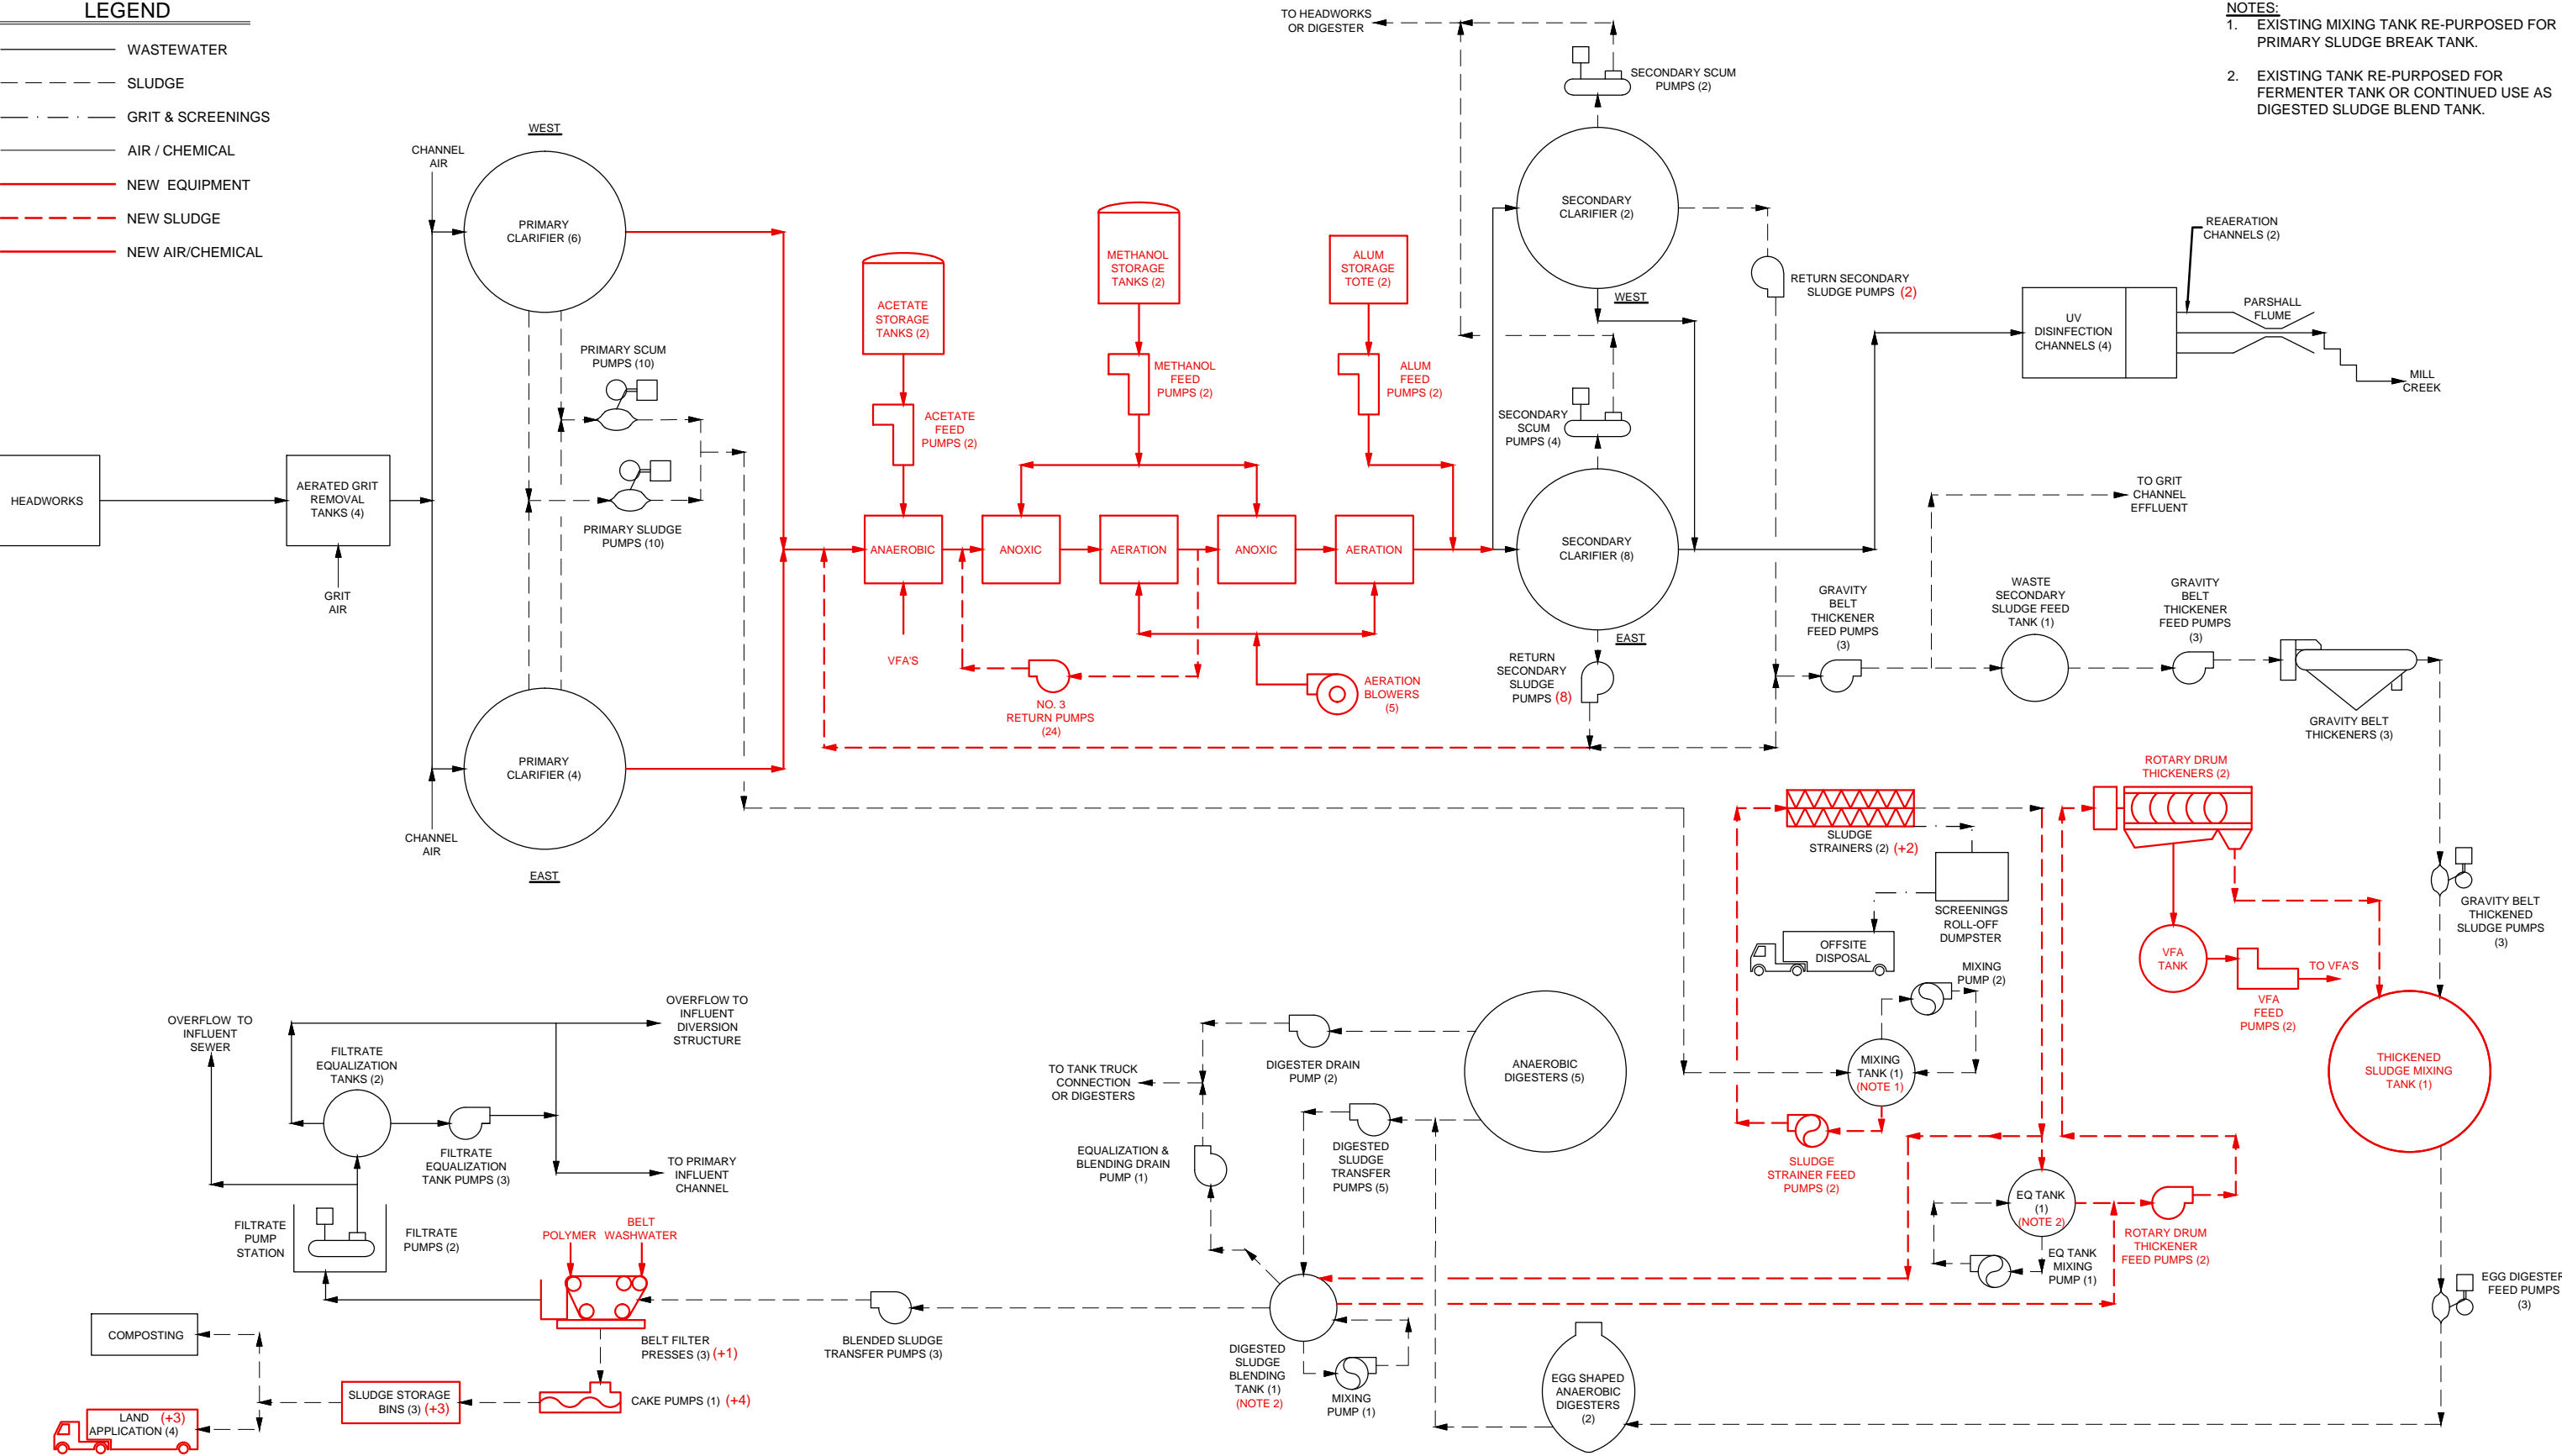 LEGEND
WASTEWATER
SLUDGE
GRIT & SCREENINGS
AIR / CHEMICAL
NEW EQUIPMENT
NEW SLUDGE
NEW AIR/CHEMICAL
NOTES:
1. EXISTING MIXING TANK RE-PURPOSED FOR
PRIMARY SLUDGE BREAK TANK.
2. EXISTING TANK RE-PURPOSED FOR
FERMENTER TANK OR CONTINUED USE AS
DIGESTED SLUDGE BLEND TANK.
TO HEADWORKS
OR DIGESTER
SECONDARY SCUM
PUMPS (2)
WEST
CHANNEL
AIR
PRIMARY
CLARIFIER (6)
PRIMARY SCUM
PUMPS (10)
HEADWORKS
AERATED GRIT
REMOVAL
TANKS (4)
GRIT
AIR
PRIMARY SLUDGE
PUMPS (10)
PRIMARY
CLARIFIER (4)
CHANNEL
AIR
EAST
ACETATE
STORAGE
TANKS (2)
METHANOL
STORAGE
TANKS (2)
ALUM
STORAGE
TOTE (2)
ACETATE
FEED
PUMPS (2)
METHANOL
FEED
PUMPS (2)
ALUM
FEED
PUMPS (2)
ANAEROBIC
ANOXIC
AERATION
ANOXIC
AERATION
VFA'S
NO. 3
RETURN PUMPS
(24)
AERATION
BLOWERS
(5)
SECONDARY
CLARIFIER (2)
WEST
RETURN SECONDARY
SLUDGE PUMPS (2)
SECONDARY
SCUM
PUMPS (4)
SECONDARY
CLARIFIER (8)
EAST
RETURN
SECONDARY
SLUDGE
PUMPS (8)
REAERATION
CHANNELS (2)
UV
DISINFECTION
CHANNELS (4)
PARSHALL
FLUME
MILL
CREEK
TO GRIT
CHANNEL
EFFLUENT
GRAVITY
BELT
THICKENER
FEED PUMPS
(3)
WASTE
SECONDARY
SLUDGE FEED
TANK (1)
GRAVITY
BELT
THICKENER
FEED PUMPS
(3)
GRAVITY BELT
THICKENERS (3)
ROTARY DRUM
THICKENERS (2)
SLUDGE
STRAINERS (2) (+2)
SCREENINGS
ROLL-OFF
DUMPSTER
OFFSITE
DISPOSAL
GRAVITY BELT
THICKENED
SLUDGE PUMPS
(3)
VFA
TANK
TO VFA'S
VFA
FEED
PUMPS (2)
MIXING
PUMP (2)
MIXING
TANK (1)
(NOTE 1)
THICKENED
SLUDGE MIXING
TANK (1)
SLUDGE
STRAINER FEED
PUMPS (2)
EQ TANK
(1)
(NOTE 2)
EQ TANK
MIXING
PUMP (1)
ROTARY DRUM
THICKENER
FEED PUMPS (2)
EGG DIGESTER
FEED PUMPS
(3)
OVERFLOW TO
INFLUENT
SEWER
FILTRATE
EQUALIZATION
TANKS (2)
OVERFLOW TO
INFLUENT
DIVERSION
STRUCTURE
FILTRATE
EQUALIZATION
TANK PUMPS (3)
TO PRIMARY
INFLUENT
CHANNEL
FILTRATE
PUMP
STATION
FILTRATE
PUMPS (2)
POLYMER
BELT
WASHWATER
BELT FILTER
PRESSES (3) (+1)
COMPOSTING
LAND (+3)
APPLICATION (4)
SLUDGE STORAGE
BINS (3) (+3)
CAKE PUMPS (1) (+4)
BLENDED SLUDGE
TRANSFER PUMPS (3)
TO TANK TRUCK
CONNECTION
OR DIGESTERS
DIGESTER DRAIN
PUMP (2)
ANAEROBIC
DIGESTERS (5)
EQUALIZATION &
BLENDING DRAIN
PUMP (1)
DIGESTED
SLUDGE
TRANSFER
PUMPS (5)
DIGESTED
SLUDGE
BLENDING
TANK (1)
(NOTE 2)
MIXING
PUMP (1)
EGG SHAPED
ANAEROBIC
DIGESTERS
(2)